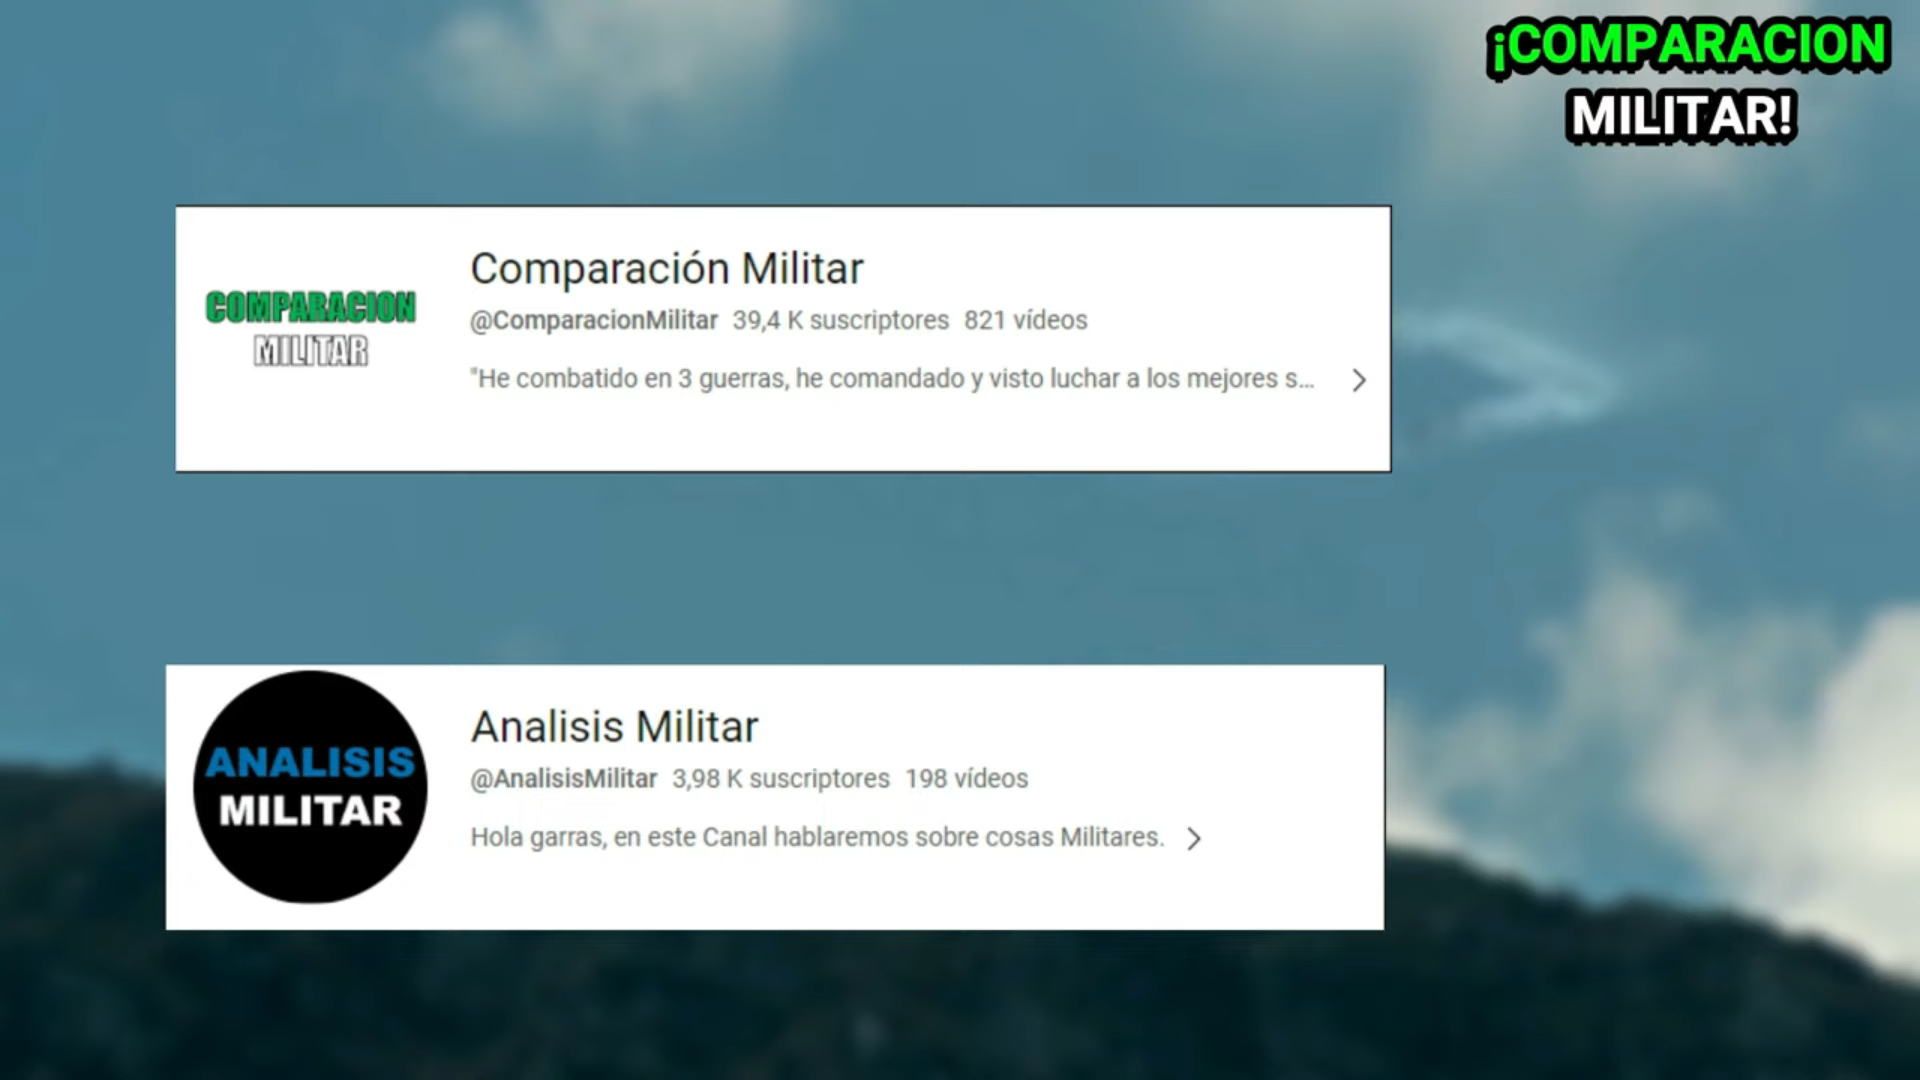 ¡COMPARACION
MILITAR!
COMPARACION
MILITAR
Comparación Militar
@ComparacionMilitar 39,4 K suscriptores 821 vídeos
"He combatido en 3 guerras, he comandado y visto luchar a los mejores s...
ANALISIS
MILITAR
Analisis Militar
@AnalisisMilitar 3,98 K suscriptores 198 vídeos
Hola garras, en este Canal hablaremos sobre cosas Militares.